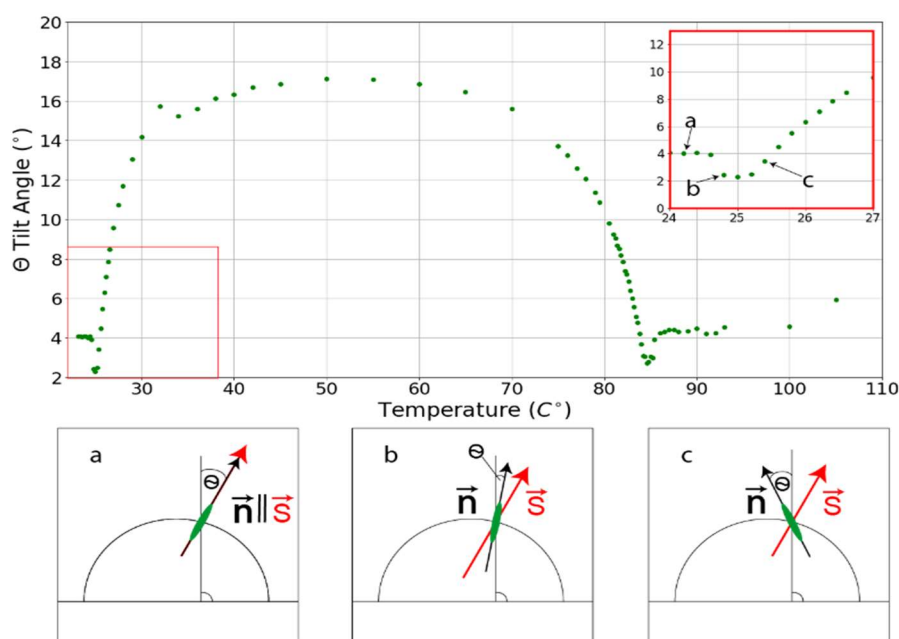 20
18
16
14
12
10
8
6
4
2
Θ Tilt Angle (°)
30 40 50 60 70 80 90 100 110
Temperature (C°)
12
10
8
6
4
2
0
24 25 26 27
a
b
c
a
Θ
n || s
b
Θ
n s
c
Θ
n s